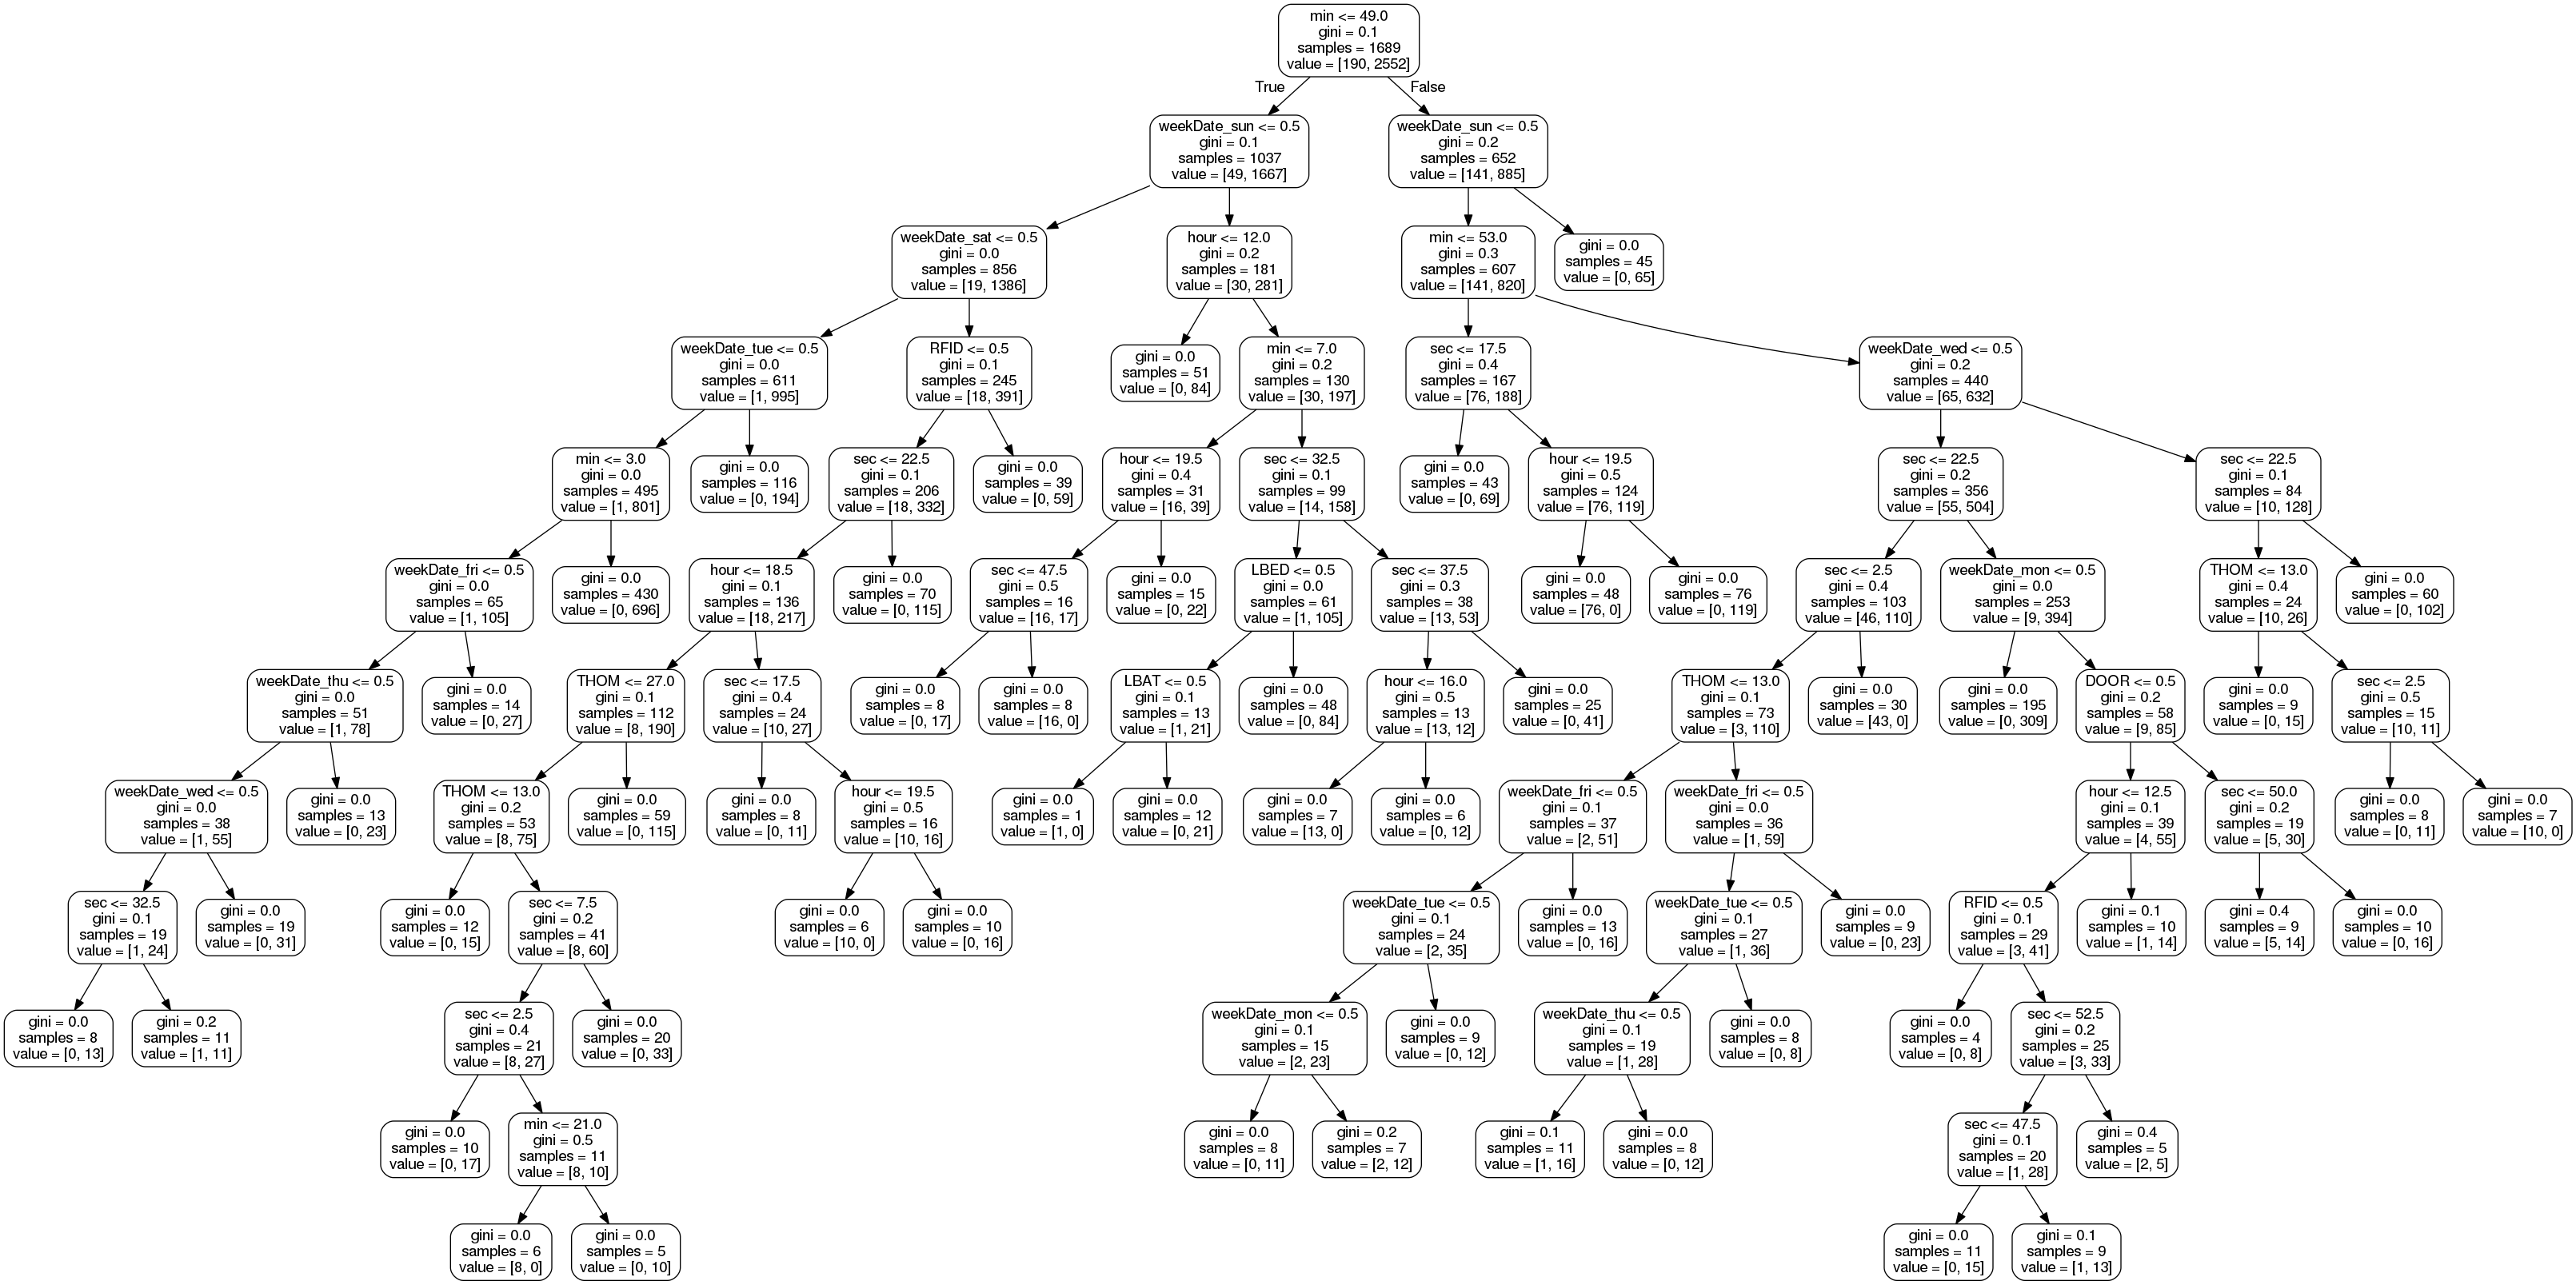 min <= 49.0
gini = 0.1
samples = 1689
value = [190, 2552]
True
False
weekDate_sun <= 0.5
gini = 0.1
samples = 1037
value = [49, 1667]
weekDate_sun <= 0.5
gini = 0.2
samples = 652
value = [141, 885]
weekDate_sat <= 0.5
gini = 0.0
samples = 856
value = [19, 1386]
hour <= 12.0
gini = 0.2
samples = 181
value = [30, 281]
min <= 53.0
gini = 0.3
samples = 607
value = [141, 820]
gini = 0.0
samples = 45
value = [0, 65]
weekDate_tue <= 0.5
gini = 0.0
samples = 611
value = [1, 995]
RFID <= 0.5
gini = 0.1
samples = 245
value = [18, 391]
gini = 0.0
samples = 51
value = [0, 84]
min <= 7.0
gini = 0.2
samples = 130
value = [30, 197]
sec <= 17.5
gini = 0.4
samples = 167
value = [76, 188]
weekDate_wed <= 0.5
gini = 0.2
samples = 440
value = [65, 632]
min <= 3.0
gini = 0.0
samples = 495
value = [1, 801]
gini = 0.0
samples = 116
value = [0, 194]
sec <= 22.5
gini = 0.1
samples = 206
value = [18, 332]
gini = 0.0
samples = 39
value = [0, 59]
hour <= 19.5
gini = 0.4
samples = 31
value = [16, 39]
sec <= 32.5
gini = 0.1
samples = 99
value = [14, 158]
gini = 0.0
samples = 43
value = [0, 69]
hour <= 19.5
gini = 0.5
samples = 124
value = [76, 119]
sec <= 22.5
gini = 0.2
samples = 356
value = [55, 504]
sec <= 22.5
gini = 0.1
samples = 84
value = [10, 128]
weekDate_fri <= 0.5
gini = 0.0
samples = 65
value = [1, 105]
gini = 0.0
samples = 430
value = [0, 696]
hour <= 18.5
gini = 0.1
samples = 136
value = [18, 217]
gini = 0.0
samples = 70
value = [0, 115]
sec <= 47.5
gini = 0.5
samples = 16
value = [16, 17]
gini = 0.0
samples = 15
value = [0, 22]
LBED <= 0.5
gini = 0.0
samples = 61
value = [1, 105]
sec <= 37.5
gini = 0.3
samples = 38
value = [13, 53]
gini = 0.0
samples = 48
value = [76, 0]
gini = 0.0
samples = 76
value = [0, 119]
sec <= 2.5
gini = 0.4
samples = 103
value = [46, 110]
weekDate_mon <= 0.5
gini = 0.0
samples = 253
value = [9, 394]
THOM <= 13.0
gini = 0.4
samples = 24
value = [10, 26]
gini = 0.0
samples = 60
value = [0, 102]
weekDate_thu <= 0.5
gini = 0.0
samples = 51
value = [1, 78]
gini = 0.0
samples = 14
value = [0, 27]
THOM <= 27.0
gini = 0.1
samples = 112
value = [8, 190]
sec <= 17.5
gini = 0.4
samples = 24
value = [10, 27]
gini = 0.0
samples = 8
value = [0, 17]
gini = 0.0
samples = 8
value = [16, 0]
LBAT <= 0.5
gini = 0.1
samples = 13
value = [1, 21]
gini = 0.0
samples = 48
value = [0, 84]
hour <= 16.0
gini = 0.5
samples = 13
value = [13, 12]
gini = 0.0
samples = 25
value = [0, 41]
THOM <= 13.0
gini = 0.1
samples = 73
value = [3, 110]
gini = 0.0
samples = 30
value = [43, 0]
gini = 0.0
samples = 195
value = [0, 309]
DOOR <= 0.5
gini = 0.2
samples = 58
value = [9, 85]
gini = 0.0
samples = 9
value = [0, 15]
sec <= 2.5
gini = 0.5
samples = 15
value = [10, 11]
weekDate_wed <= 0.5
gini = 0.0
samples = 38
value = [1, 55]
gini = 0.0
samples = 13
value = [0, 23]
THOM <= 13.0
gini = 0.2
samples = 53
value = [8, 75]
gini = 0.0
samples = 59
value = [0, 115]
gini = 0.0
samples = 8
value = [0, 11]
hour <= 19.5
gini = 0.5
samples = 16
value = [10, 16]
gini = 0.0
samples = 1
value = [1, 0]
gini = 0.0
samples = 12
value = [0, 21]
gini = 0.0
samples = 7
value = [13, 0]
gini = 0.0
samples = 6
value = [0, 12]
weekDate_fri <= 0.5
gini = 0.1
samples = 37
value = [2, 51]
weekDate_fri <= 0.5
gini = 0.0
samples = 36
value = [1, 59]
hour <= 12.5
gini = 0.1
samples = 39
value = [4, 55]
sec <= 50.0
gini = 0.2
samples = 19
value = [5, 30]
gini = 0.0
samples = 8
value = [0, 11]
gini = 0.0
samples = 7
value = [10, 0]
sec <= 32.5
gini = 0.1
samples = 19
value = [1, 24]
gini = 0.0
samples = 19
value = [0, 31]
gini = 0.0
samples = 12
value = [0, 15]
sec <= 7.5
gini = 0.2
samples = 41
value = [8, 60]
gini = 0.0
samples = 6
value = [10, 0]
gini = 0.0
samples = 10
value = [0, 16]
weekDate_tue <= 0.5
gini = 0.1
samples = 24
value = [2, 35]
gini = 0.0
samples = 13
value = [0, 16]
weekDate_tue <= 0.5
gini = 0.1
samples = 27
value = [1, 36]
gini = 0.0
samples = 9
value = [0, 23]
RFID <= 0.5
gini = 0.1
samples = 29
value = [3, 41]
gini = 0.1
samples = 10
value = [1, 14]
gini = 0.4
samples = 9
value = [5, 14]
gini = 0.0
samples = 10
value = [0, 16]
gini = 0.0
samples = 8
value = [0, 13]
gini = 0.2
samples = 11
value = [1, 11]
sec <= 2.5
gini = 0.4
samples = 21
value = [8, 27]
gini = 0.0
samples = 20
value = [0, 33]
weekDate_mon <= 0.5
gini = 0.1
samples = 15
value = [2, 23]
gini = 0.0
samples = 9
value = [0, 12]
weekDate_thu <= 0.5
gini = 0.1
samples = 19
value = [1, 28]
gini = 0.0
samples = 8
value = [0, 8]
gini = 0.0
samples = 4
value = [0, 8]
sec <= 52.5
gini = 0.2
samples = 25
value = [3, 33]
gini = 0.0
samples = 10
value = [0, 17]
min <= 21.0
gini = 0.5
samples = 11
value = [8, 10]
gini = 0.0
samples = 8
value = [0, 11]
gini = 0.2
samples = 7
value = [2, 12]
gini = 0.1
samples = 11
value = [1, 16]
gini = 0.0
samples = 8
value = [0, 12]
sec <= 47.5
gini = 0.1
samples = 20
value = [1, 28]
gini = 0.4
samples = 5
value = [2, 5]
gini = 0.0
samples = 6
value = [8, 0]
gini = 0.0
samples = 5
value = [0, 10]
gini = 0.0
samples = 11
value = [0, 15]
gini = 0.1
samples = 9
value = [1, 13]